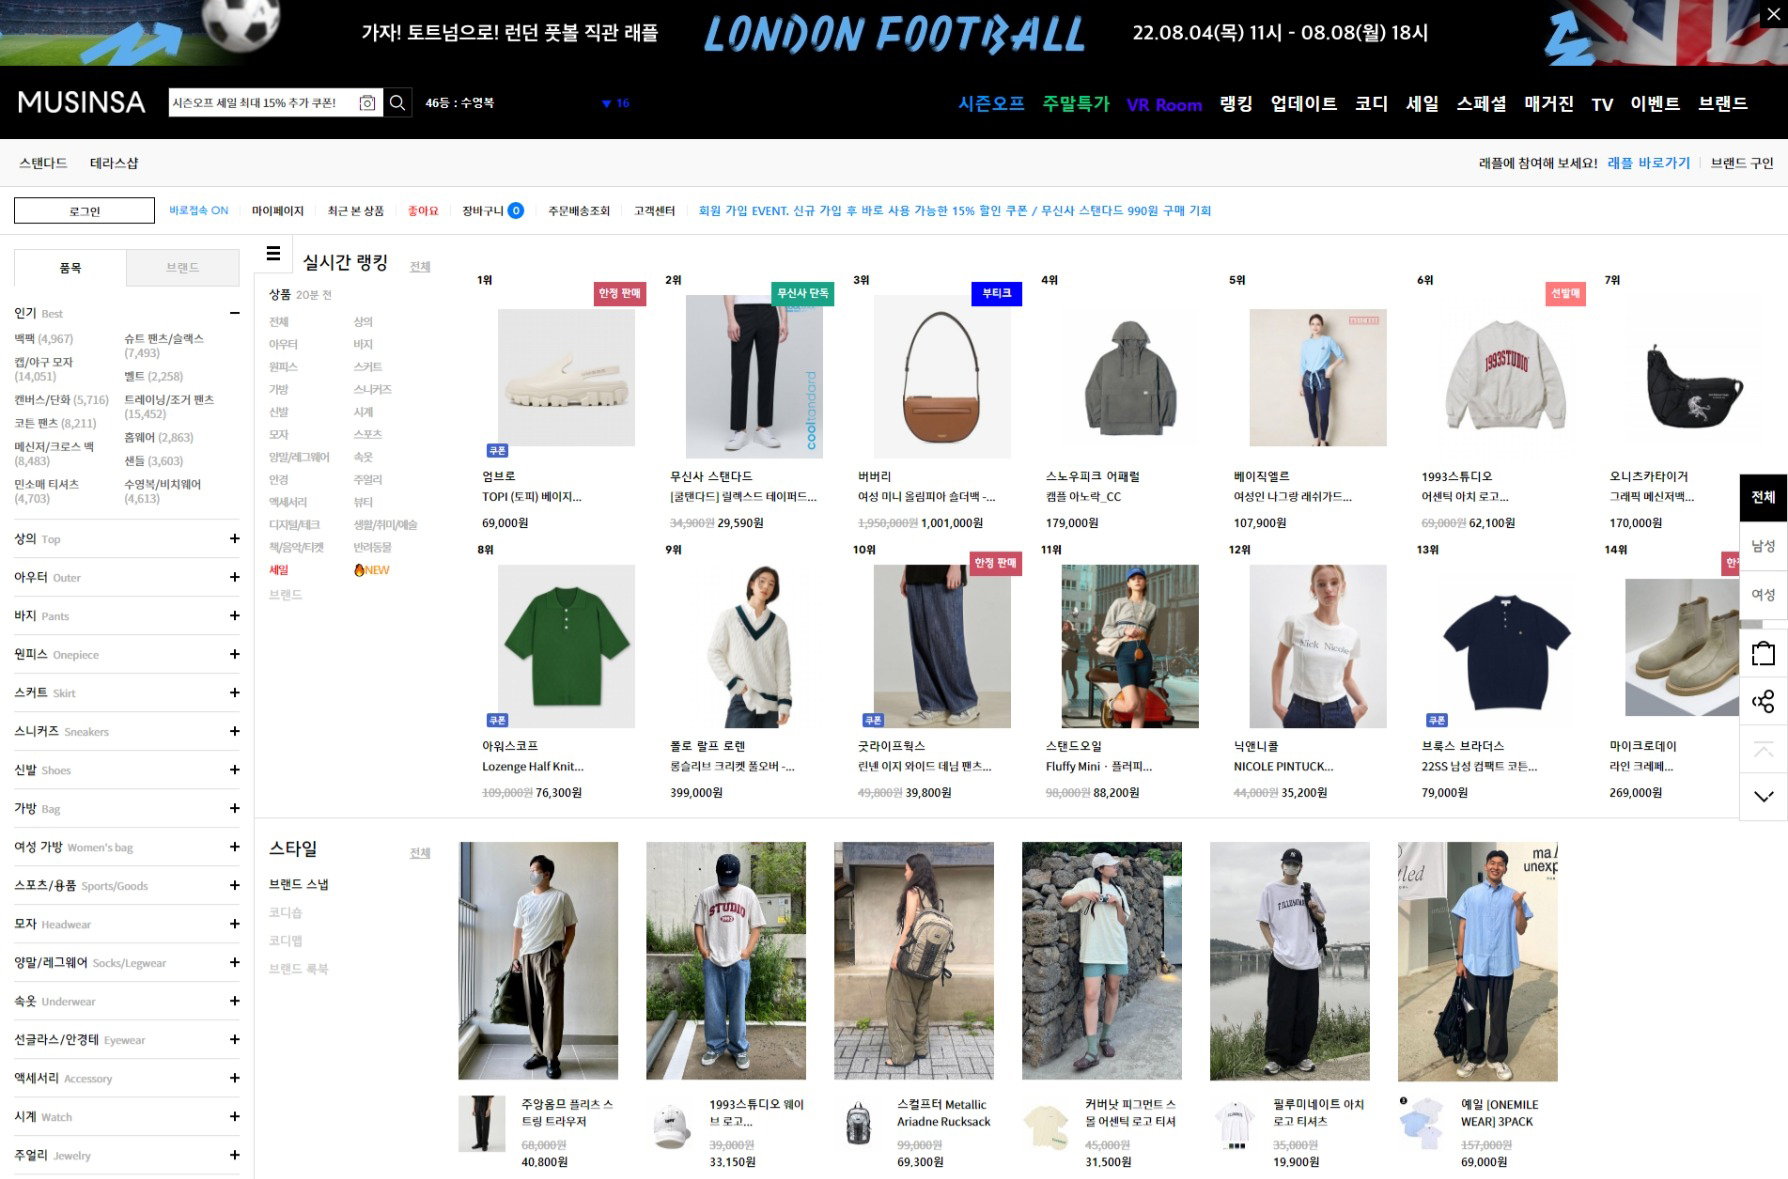 가자! 토트넘으로! 런던 풋볼 직관 래플
LONDON FOOTBALL
22.08.04(목) 11시 - 08.08(월) 18시
MUSINSA
시즌오프 세일 최대 15% 추가 쿠폰!
46등 : 수영복
▼ 16
시즌오프 주말특가 VR Room 랭킹 업데이트 코디 세일 스페셜 매거진 TV 이벤트 브랜드
스탠다드 테라스샵
래플에 참여해 보세요! 래플 바로가기 브랜드 구인
로그인 바로접속 ON 마이페이지 최근 본 상품 좋아요 장바구니 0 주문배송조회 고객센터 회원 가입 EVENT. 신규 가입 후 바로 사용 가능한 15% 할인 쿠폰 / 무신사 스탠다드 990원 구매 기회
품목 브랜드
인기 Best
백팩 (4,967)
캡/야구 모자
(14,051)
캔버스/단화 (5,716)
코튼 팬츠 (8,211)
메신저/크로스 백
(8,483)
민소매 티셔츠
(4,703)
슈트 팬츠/슬랙스
(7,493)
벨트 (2,258)
트레이닝/조거 팬츠
(15,452)
홈웨어 (2,863)
샌들 (3,603)
수영복/비치웨어
(4,613)
상의 Top
아우터 Outer
바지 Pants
원피스 Onepiece
스커트 Skirt
스니커즈 Sneakers
신발 Shoes
가방 Bag
여성 가방 Women's bag
스포츠/용품 Sports/Goods
모자 Headwear
양말/레그웨어 Socks/Legwear
속옷 Underwear
선글라스/안경테 Eyewear
액세서리 Accessory
시계 Watch
주얼리 Jewelry
실시간 랭킹 전체
상품 20분 전
전체 상의
아우터 바지
원피스 스커트
가방 스니커즈
신발 시계
모자 스포츠
양말/레그웨어 속옷
안경 주얼리
액세서리 뷰티
디지털/테크 생활/취미/예술
책/음악/티켓 반려동물
세일 NEW
브랜드
1위
한정 판매
쿠폰
엄브로
TOPI (토피) 베이지...
69,000원
2위
무신사 단독
cooltandard
무신사 스탠다드
[쿨탠다드] 릴렉스드 테이퍼드...
34,900원 29,590원
3위
부티크
버버리
여성 미니 올림피아 숄더백 -...
1,950,000원 1,001,000원
4위
스노우피크 어패럴
캠플 아노락_CC
179,000원
5위
베이직엘르
여성인 나그랑 래쉬가드...
107,900원
6위
선발매
1993STUDIO
1993스튜디오
어센틱 아치 로고...
69,000원 62,100원
7위
오니츠카타이거
그래픽 메신저백...
170,000원
8위
쿠폰
아워스코프
Lozenge Half Knit...
109,000원 76,300원
9위
폴로 랄프 로렌
롱슬리브 크리켓 풀오버 -...
399,000원
10위
한정 판매
쿠폰
굿라이프웍스
린넨 이지 와이드 데님 팬츠...
49,800원 39,800원
11위
스탠드오일
Fluffy Mini · 플러피...
98,000원 88,200원
12위
Nick Nicole
닉앤니콜
NICOLE PINTUCK...
44,000원 35,200원
13위
쿠폰
브룩스 브라더스
22SS 남성 컴팩트 코튼...
79,000원
14위
한
마이크로데이
라인 크레페...
269,000원
전체
남성
여성
스타일 전체
브랜드 스냅
코디숍
코디맵
브랜드 룩북
STUDIO
주앙옴므 플리츠 스
트링 트라우저
68,000원
40,800원
1993스튜디오 웨이
브 로고...
39,000원
33,150원
스컬프터 Metallic
Ariadne Rucksack
99,000원
69,300원
커버낫 피그먼트 스
몰 어센틱 로고 티셔
45,000원
31,500원
필루미네이트 아치
로고 티셔츠
35,000원
19,900원
예일 [ONEMILE
WEAR] 3PACK
157,000원
69,000원